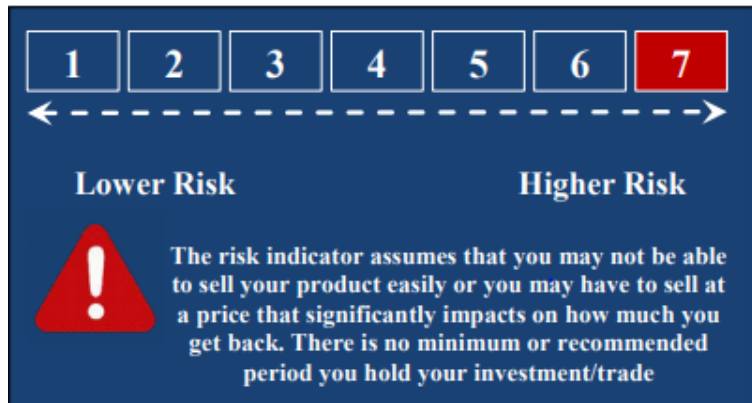 1 2 3 4 5 6 7
Lower Risk Higher Risk
!
The risk indicator assumes that you may not be able
to sell your product easily or you may have to sell at
a price that significantly impacts on how much you
get back. There is no minimum or recommended
period you hold your investment/trade